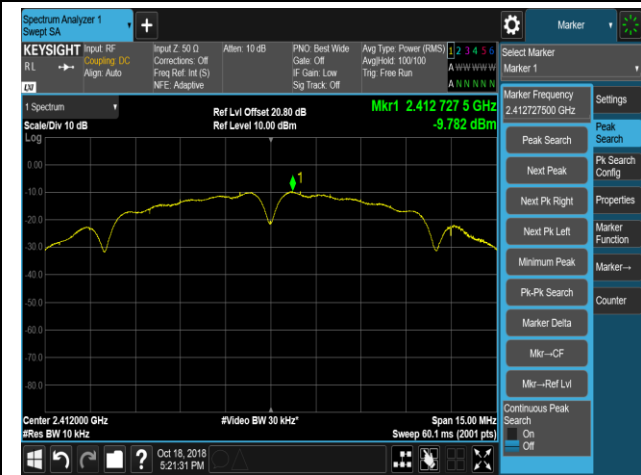 Spectrum Analyzer 1
Swept SA
+
Marker
KEYSIGHT
RL
LXI
Input: RF
Coupling: DC
Align: Auto
Input Z: 50 Ω
Corrections: Off
Freq Ref: Int (S)
NFE: Adaptive
Atten: 10 dB
PNO: Best Wide
Gate: Off
IF Gain: Low
Sig Track: Off
Avg Type: Power (RMS)
Avg|Hold: 100/100
Trig: Free Run
1 2 3 4 5 6
A W W W W W
A N N N N N
Select Marker
Marker 1
1 Spectrum
Scale/Div 10 dB
Log
Ref Lvl Offset 20.80 dB
Ref Level 10.00 dBm
Mkr1 2.412 727 5 GHz
-9.782 dBm
1
0.00
-10.0
-20.0
-30.0
-40.0
-50.0
-60.0
-70.0
-80.0
Center 2.41200 GHz
#Res BW 10 kHz
#Video BW 30 kHz*
Span 15.00 MHz
Sweep 60.1 ms (2001 pts)
Marker Frequency
2.412727500 GHz
Peak Search
Next Peak
Next Pk Right
Next Pk Left
Minimum Peak
Pk-Pk Search
Marker Delta
Mkr→CF
Mkr→Ref Lvl
Continuous Peak
Search
On
Off
Settings
Peak
Search
Pk Search
Config
Properties
Marker
Function
Marker→
Counter
?
Oct 18, 2018
5:21:31 PM